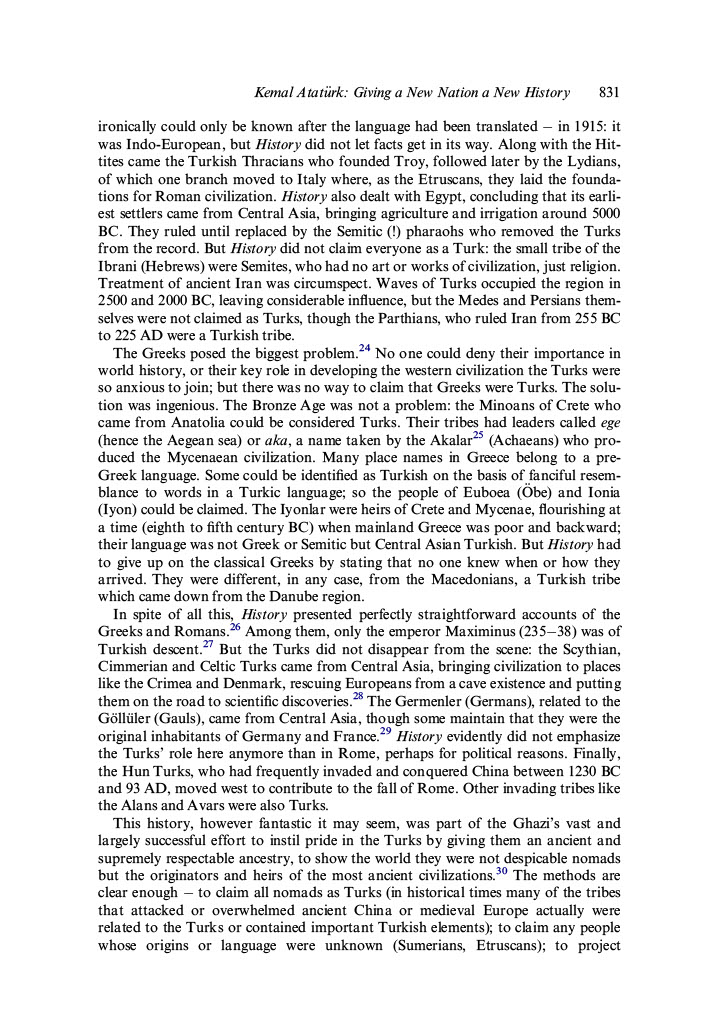 Kemal Atatürk: Giving a New Nation a New History 831
ironically could only be known after the language had been translated – in 1915: it
was Indo-European, but History did not let facts get in its way. Along with the Hit-
tites came the Turkish Thracians who founded Troy, followed later by the Lydians,
of which one branch moved to Italy where, as the Etruscans, they laid the founda-
tions for Roman civilization. History also dealt with Egypt, concluding that its earli-
est settlers came from Central Asia, bringing agriculture and irrigation around 5000
BC. They ruled until replaced by the Semitic (!) pharaohs who removed the Turks
from the record. But History did not claim everyone as a Turk: the small tribe of the
Ibrani (Hebrews) were Semites, who had no art or works of civilization, just religion.
Treatment of ancient Iran was circumspect. Waves of Turks occupied the region in
2500 and 2000 BC, leaving considerable influence, but the Medes and Persians them-
selves were not claimed as Turks, though the Parthians, who ruled Iran from 255 BC
to 225 AD were a Turkish tribe.
The Greeks posed the biggest problem.24 No one could deny their importance in
world history, or their key role in developing the western civilization the Turks were
so anxious to join; but there was no way to claim that Greeks were Turks. The solu-
tion was ingenious. The Bronze Age was not a problem: the Minoans of Crete who
came from Anatolia could be considered Turks. Their tribes had leaders called ege
(hence the Aegean sea) or aka, a name taken by the Akalar25 (Achaeans) who pro-
duced the Mycenaean civilization. Many place names in Greece belong to a pre-
Greek language. Some could be identified as Turkish on the basis of fanciful resem-
blance to words in a Turkic language; so the people of Euboea (Öbe) and Ionia
(Iyon) could be claimed. The Iyonlar were heirs of Crete and Mycenae, flourishing at
a time (eighth to fifth century BC) when mainland Greece was poor and backward;
their language was not Greek or Semitic but Central Asian Turkish. But History had
to give up on the classical Greeks by stating that no one knew when or how they
arrived. They were different, in any case, from the Macedonians, a Turkish tribe
which came down from the Danube region.
In spite of all this, History presented perfectly straightforward accounts of the
Greeks and Romans.26 Among them, only the emperor Maximinus (235–38) was of
Turkish descent.27 But the Turks did not disappear from the scene: the Scythian,
Cimmerian and Celtic Turks came from Central Asia, bringing civilization to places
like the Crimea and Denmark, rescuing Europeans from a cave existence and putting
them on the road to scientific discoveries.28 The Germenler (Germans), related to the
Göllüler (Gauls), came from Central Asia, though some maintain that they were the
original inhabitants of Germany and France.29 History evidently did not emphasize
the Turks' role here anymore than in Rome, perhaps for political reasons. Finally,
the Hun Turks, who had frequently invaded and conquered China between 1230 BC
and 93 AD, moved west to contribute to the fall of Rome. Other invading tribes like
the Alans and Avars were also Turks.
This history, however fantastic it may seem, was part of the Ghazi's vast and
largely successful effort to instil pride in the Turks by giving them an ancient and
supremely respectable ancestry, to show the world they were not despicable nomads
but the originators and heirs of the most ancient civilizations.30 The methods are
clear enough – to claim all nomads as Turks (in historical times many of the tribes
that attacked or overwhelmed ancient China or medieval Europe actually were
related to the Turks or contained important Turkish elements); to claim any people
whose origins or language were unknown (Sumerians, Etruscans); to project